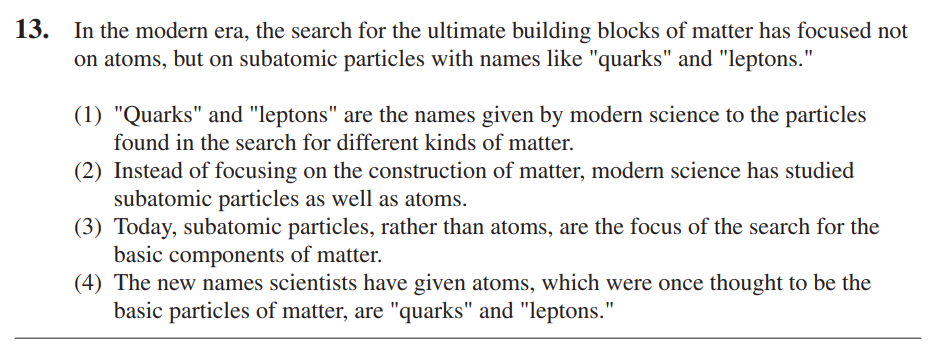 13. In the modern era, the search for the ultimate building blocks of matter has focused not
on atoms, but on subatomic particles with names like "quarks" and "leptons."
(1) "Quarks" and "leptons" are the names given by modern science to the particles
found in the search for different kinds of matter.
(2) Instead of focusing on the construction of matter, modern science has studied
subatomic particles as well as atoms.
(3) Today, subatomic particles, rather than atoms, are the focus of the search for the
basic components of matter.
(4) The new names scientists have given atoms, which were once thought to be the
basic particles of matter, are "quarks" and "leptons."